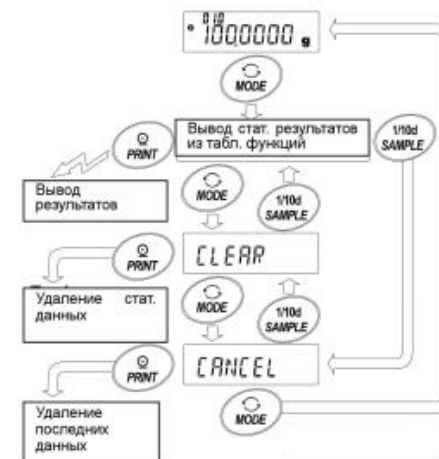 010
100.0000 g
MODE
Вывод стат. результатов
из табл. функций
1/10d
SAMPLE
PRINT
Вывод
результатов
MODE
1/10d
SAMPLE
PRINT
CLEAR
Удаление стат.
данных
MODE
1/10d
SAMPLE
PRINT
CANCEL
Удаление
последних
данных
MODE